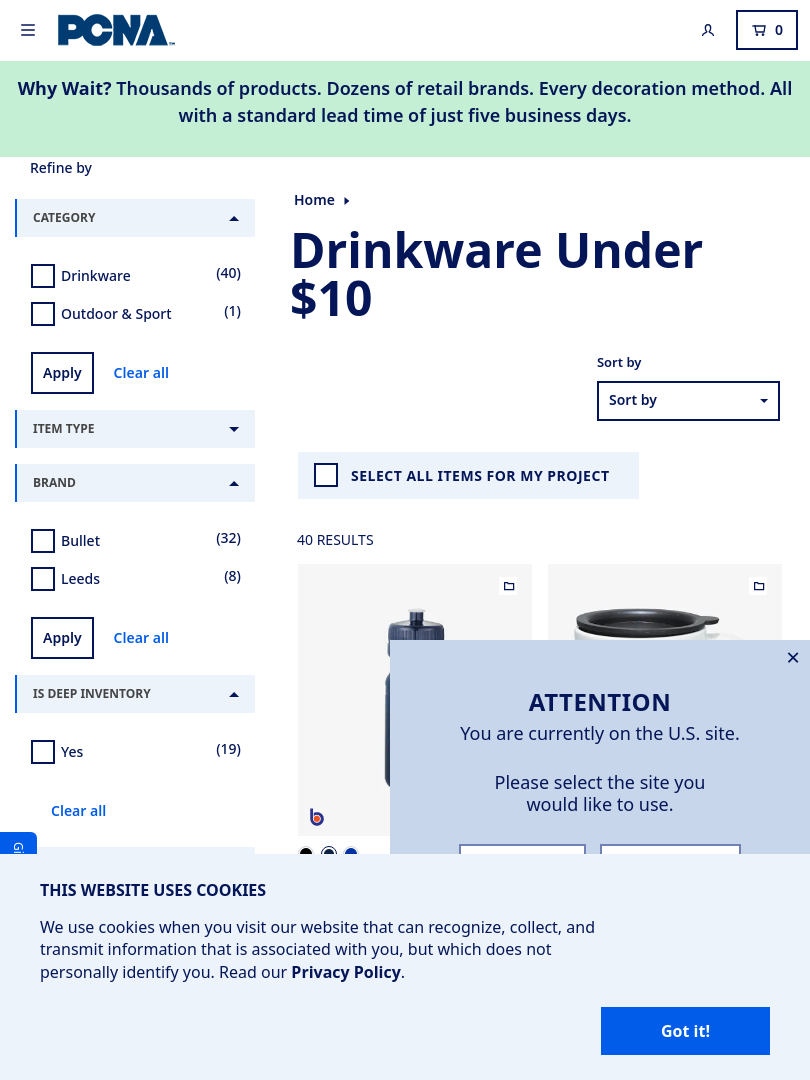 PCNA
0
Why Wait? Thousands of products. Dozens of retail brands. Every decoration method. All
with a standard lead time of just five business days.
Refine by
CATEGORY
Drinkware (40)
Outdoor & Sport (1)
Apply Clear all
ITEM TYPE
BRAND
Bullet (32)
Leeds (8)
Apply Clear all
IS DEEP INVENTORY
Yes (19)
Clear all
Home
Drinkware Under
$10
Sort by
Sort by
SELECT ALL ITEMS FOR MY PROJECT
40 RESULTS
b
ATTENTION
You are currently on the U.S. site.
Please select the site you
would like to use.
THIS WEBSITE USES COOKIES
We use cookies when you visit our website that can recognize, collect, and
transmit information that is associated with you, but which does not
personally identify you. Read our Privacy Policy.
Got it!